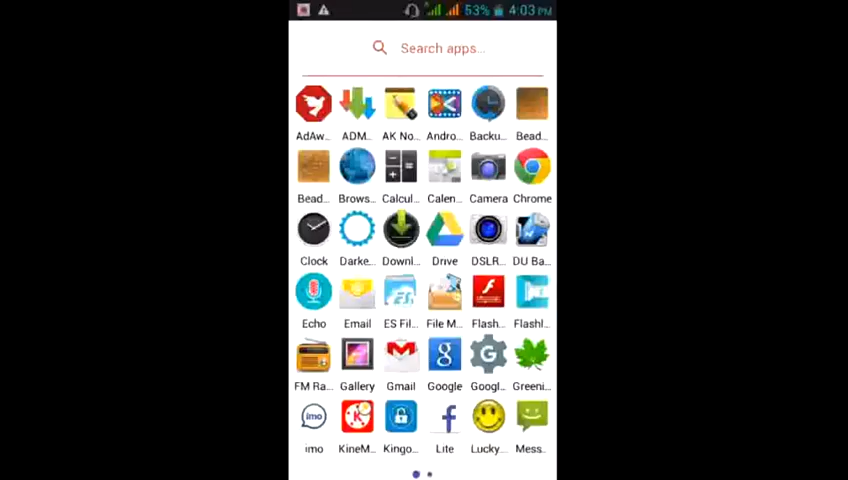 53% 4:03 PM
Search apps...
AdAw... ADM... AK No... Andro... Backu... Bead...
Bead... Brows... Calcul... Calen... Camera Chrome
Clock Darke... Downl... Drive DSLR... DU Ba...
Echo Email ES Fil... File M... Flash... Flashl...
FM Ra... Gallery Gmail Google Googl... Greeni...
imo KineM... Kingo... Lite Lucky... Mess...